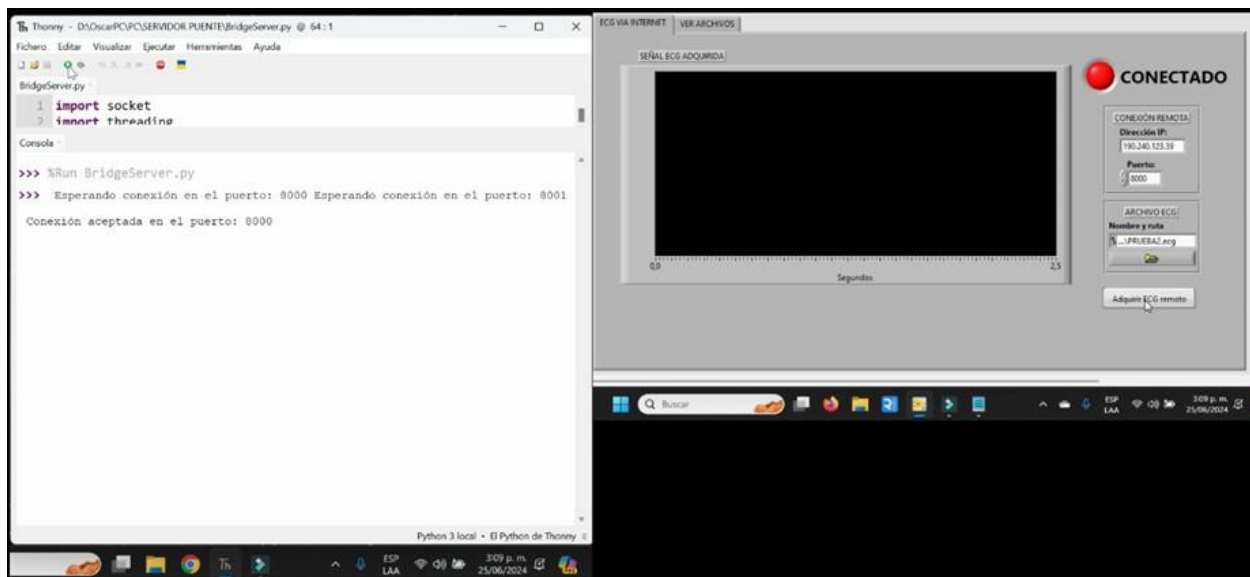 Thonny - D:\OscarPC\PC\SERVIDOR PUENTE\BridgeServer.py @ 64 : 1
Fichero Editar Visualizar Ejecutar Herramientas Ayuda
BridgeServer.py
1 import socket
2 import threading
Consola
>>> %Run BridgeServer.py
>>> Esperando conexión en el puerto: 8000 Esperando conexión en el puerto: 8001
Conexión aceptada en el puerto: 8000
Python 3 local • El Python de Thonny
Th
ESP
LAA
3:09 p. m.
25/06/2024
ECG VIA INTERNET VER ARCHIVOS
SEÑAL ECG ADQUIRIDA
0,0
2,5
Segundos
CONECTADO
CONEXIÓN REMOTA
Dirección IP:
190.240.123.39
Puerto:
8000
ARCHIVO ECG
Nombre y ruta
...\PRUEBA2.ecg
Adquirir ECG remoto
Buscar
ESP
LAA
3:09 p. m.
25/06/2024